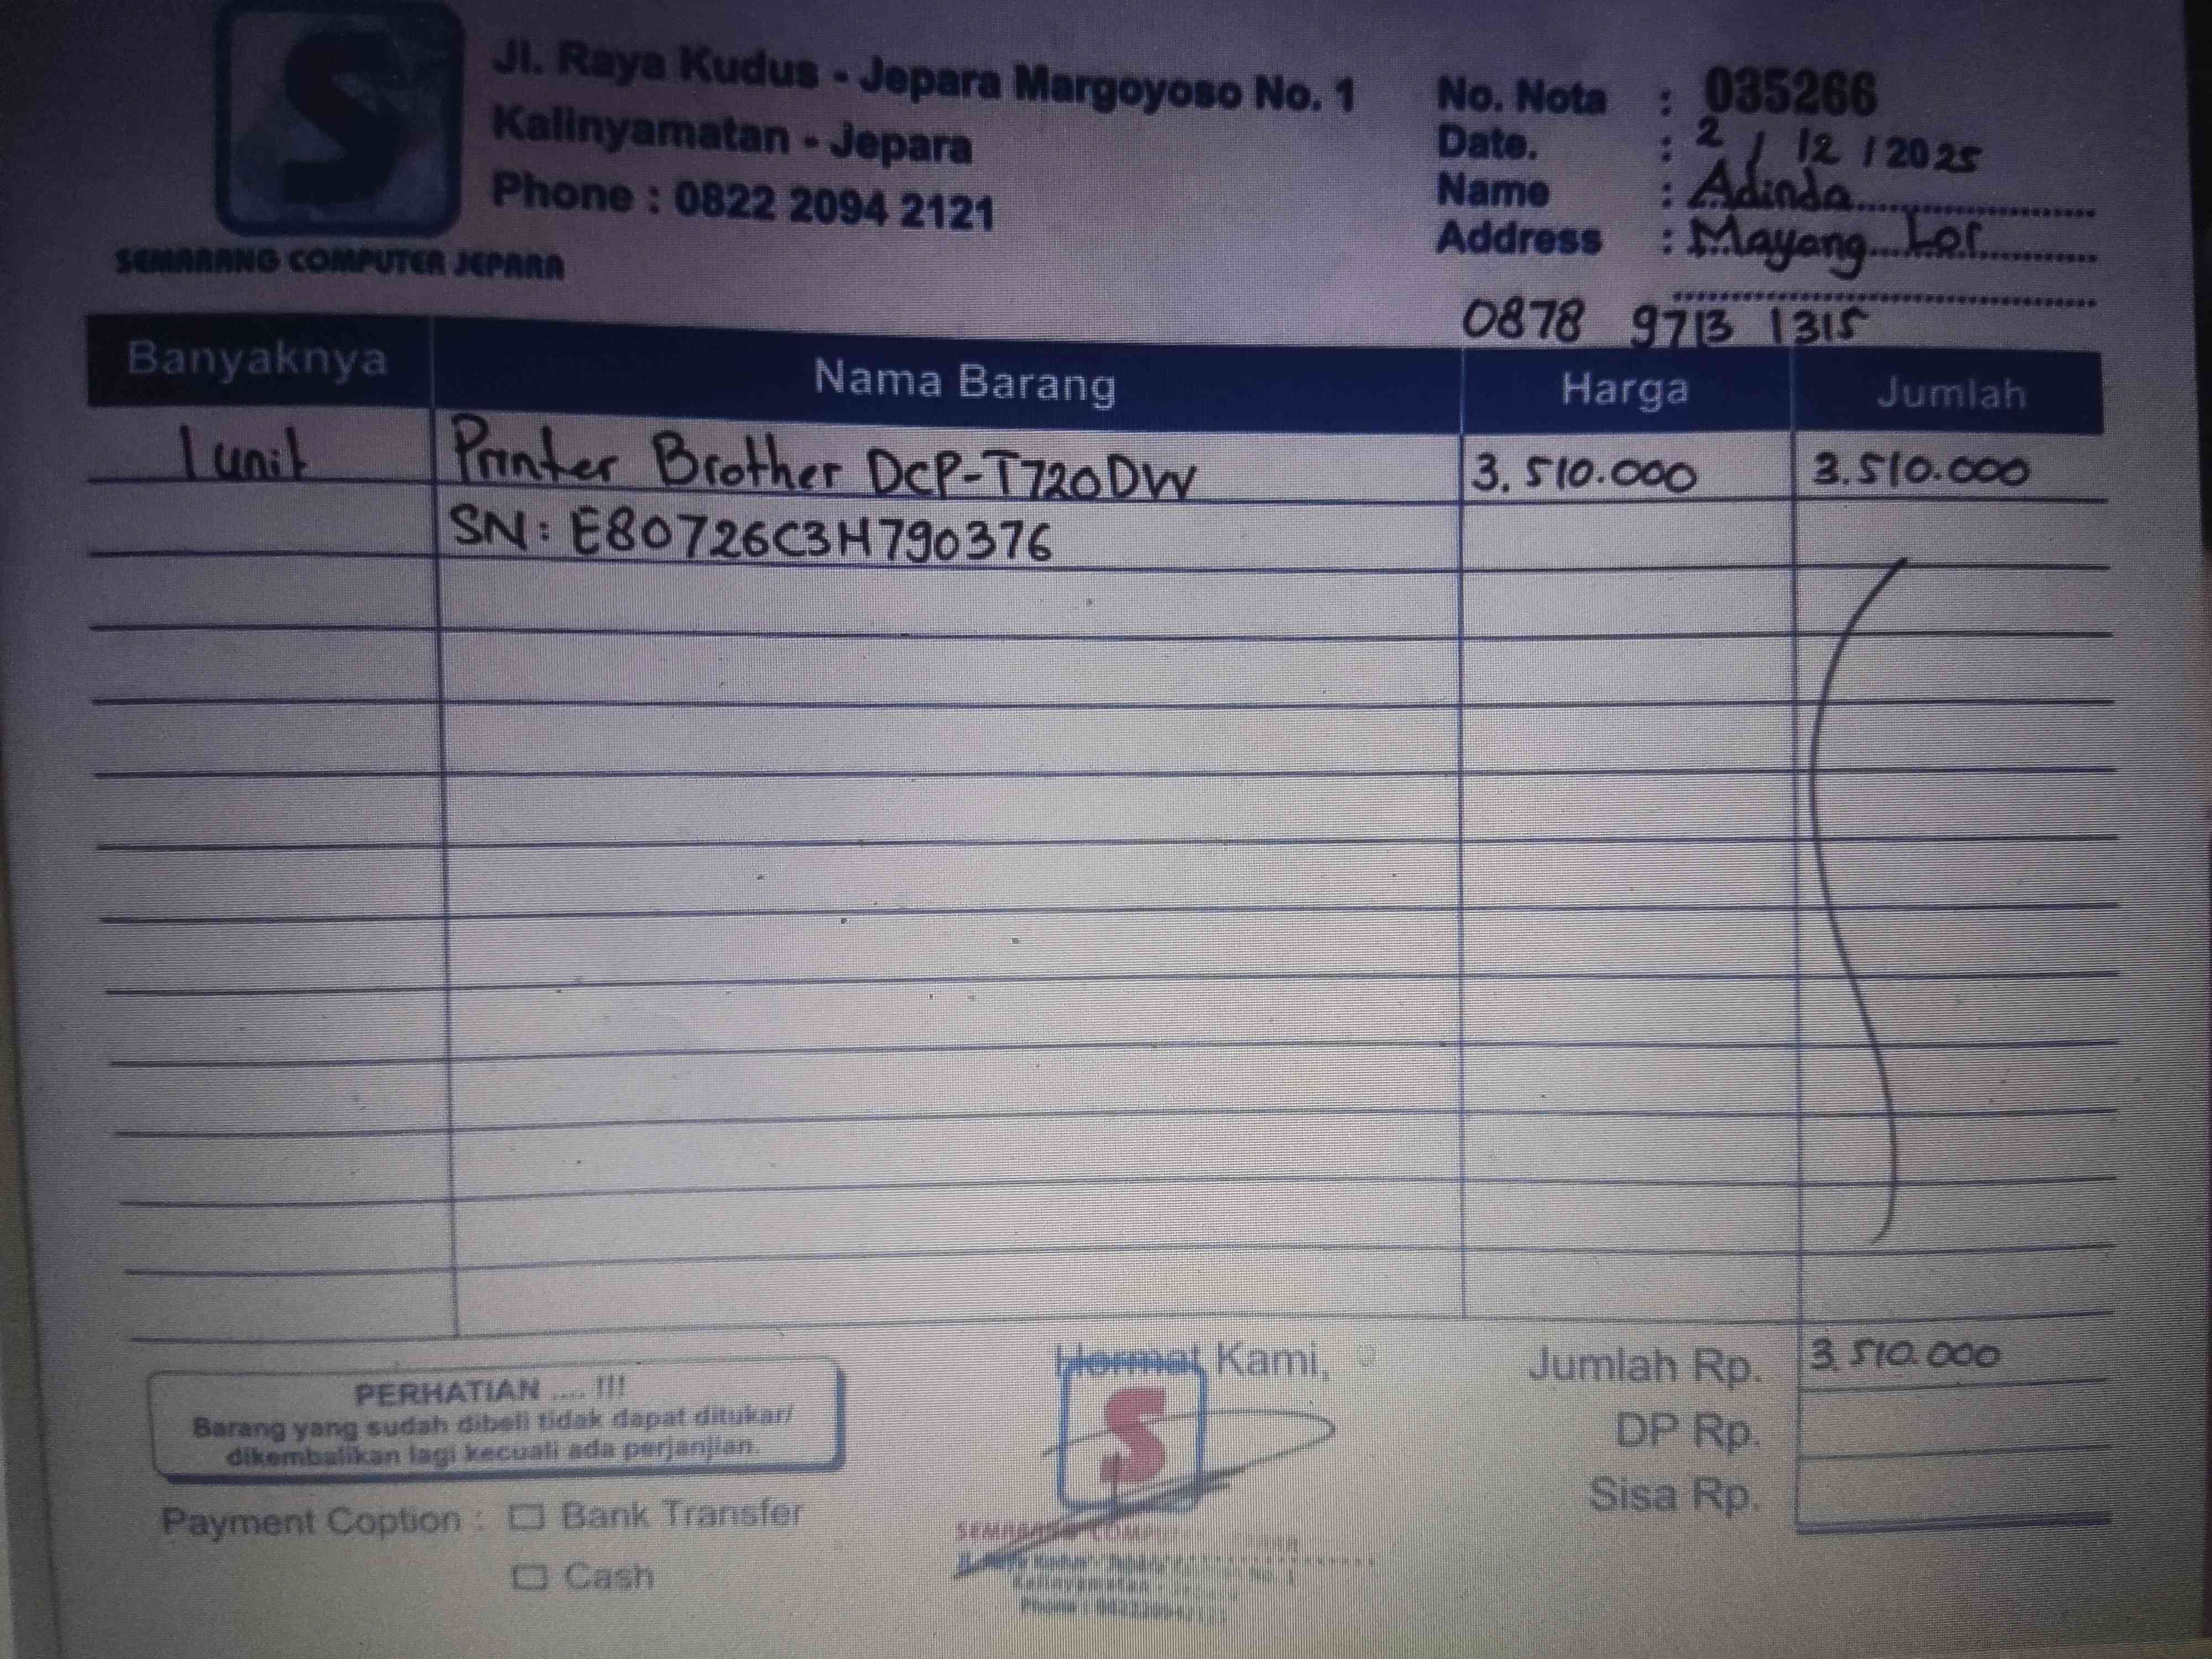 S
Jl. Raya Kudus - Jepara Margoyoso No. 1
Kalinyamatan - Jepara
Phone : 0822 2094 2121
SEMARANG COMPUTER JEPARA
No. Nota : 035266
Date. : 2 / 12 / 2025
Name : Adinda
Address : Mayong Lor
0878 9713 1315
Banyaknya Nama Barang Harga Jumlah
1 unit Printer Brother DCP-T720DW 3.510.000 3.510.000
SN: E80726C3H790376
PERHATIAN .... !!!
Barang yang sudah dibeli tidak dapat ditukar/
dikembalikan lagi kecuali ada perjanjian.
Payment Coption : Bank Transfer
Cash
Hormat Kami,
S
SEMARANG
Jumlah Rp. 3.510.000
DP Rp.
Sisa Rp.